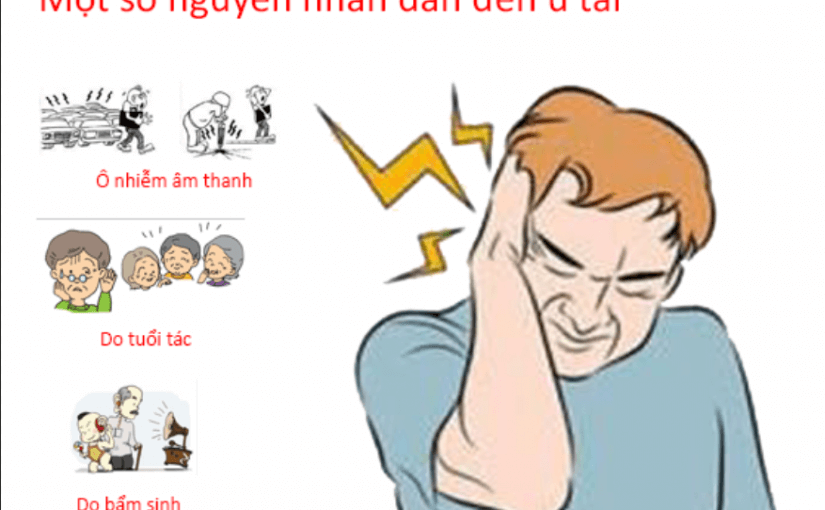 Một số nguyên nhân dẫn đến ù tai
Ô nhiễm âm thanh
Do tuổi tác
Do bẩm sinh